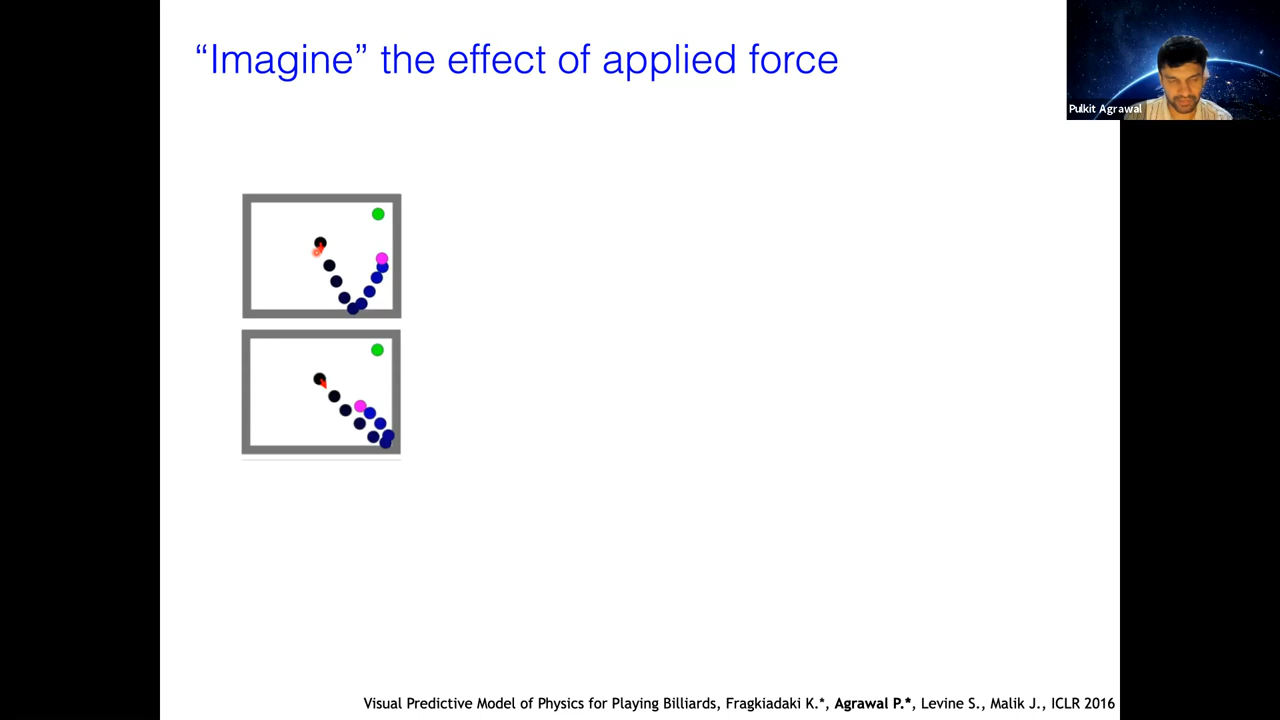 “Imagine” the effect of applied force
Pulkit Agrawal
Visual Predictive Model of Physics for Playing Billiards, Fragkiadaki K.*, Agrawal P.*, Levine S., Malik J., ICLR 2016